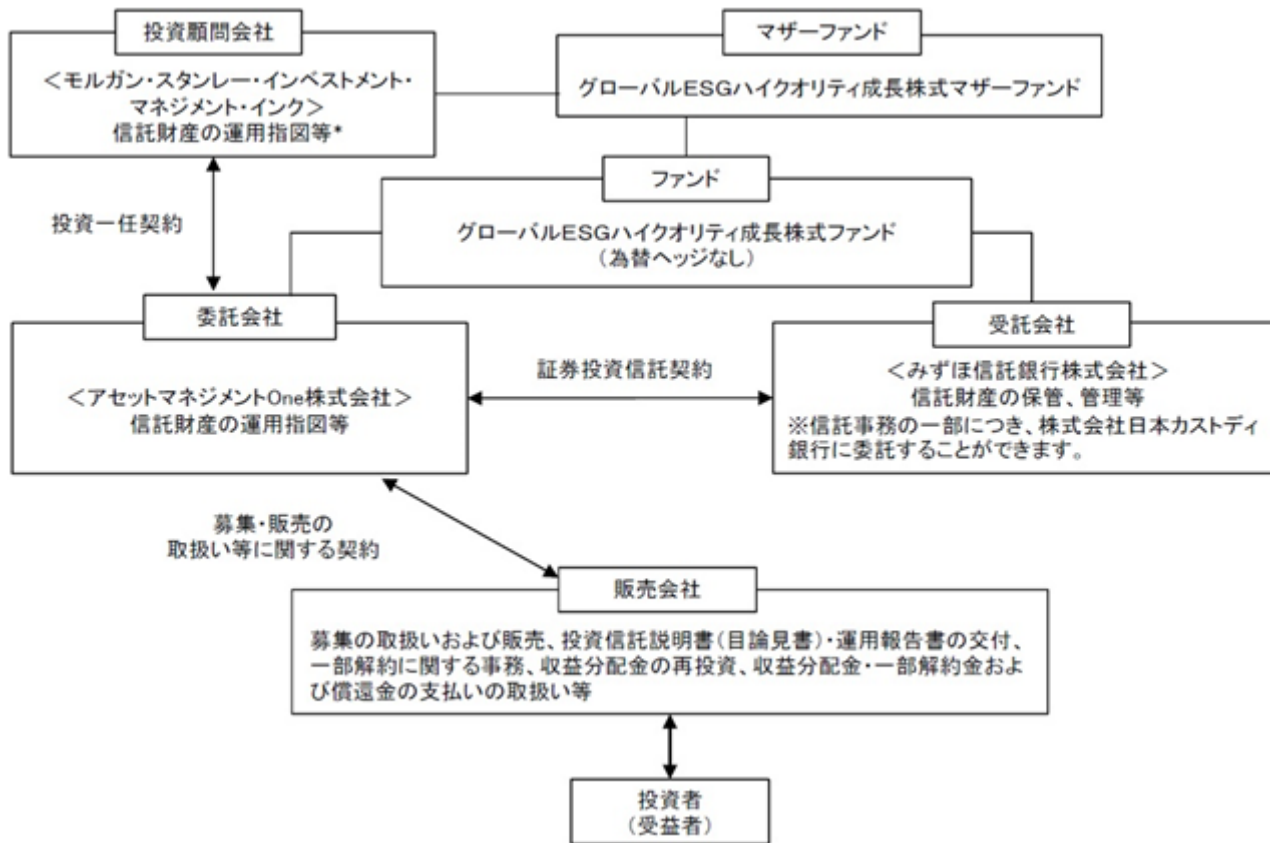 投資顧問会社
＜モルガン・スタンレー・インベストメント・
マネジメント・インク＞
信託財産の運用指図等*
マザーファンド
グローバルESGハイクオリティ成長株式マザーファンド
ファンド
グローバルESGハイクオリティ成長株式ファンド
（為替ヘッジなし）
投資一任契約
委託会社
＜アセットマネジメントOne株式会社＞
信託財産の運用指図等
証券投資信託契約
受託会社
＜みずほ信託銀行株式会社＞
信託財産の保管、管理等
※信託事務の一部につき、株式会社日本カストディ
銀行に委託することができます。
募集・販売の
取扱い等に関する契約
販売会社
募集の取扱いおよび販売、投資信託説明書（目論見書）・運用報告書の交付、
一部解約に関する事務、収益分配金の再投資、収益分配金・一部解約金およ
び償還金の支払いの取扱い等
投資者
（受益者）